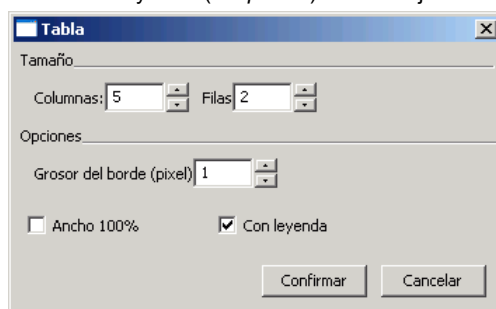 Tabla
Tamaño
Columnas: 5 Filas 2
Opciones
Grosor del borde (pixel) 1
Ancho 100% Con leyenda
Confirmar Cancelar